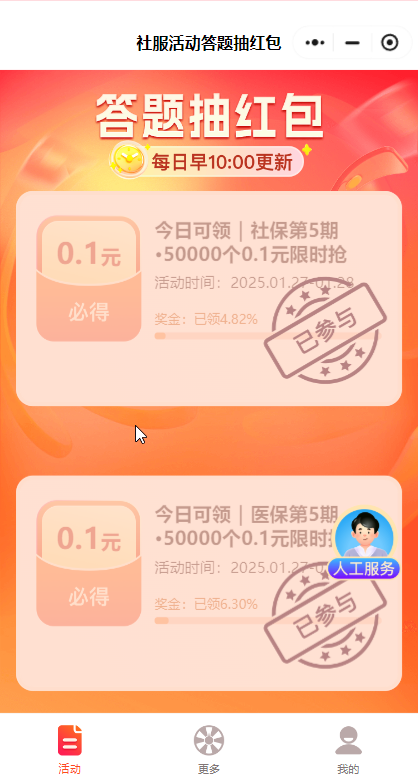 社服活动答题抽红包
答题抽红包
每日早10:00更新
0.1元
必得
今日可领｜社保第5期
•50000个0.1元限时抢
活动时间：2025.01.27-01.28
奖金：已领4.82%
已参与
0.1元
必得
今日可领｜医保第5期
•50000个0.1元限时
活动时间：2025.01.27-0
奖金：已领6.30%
已参与
人工服务
活动
更多
我的